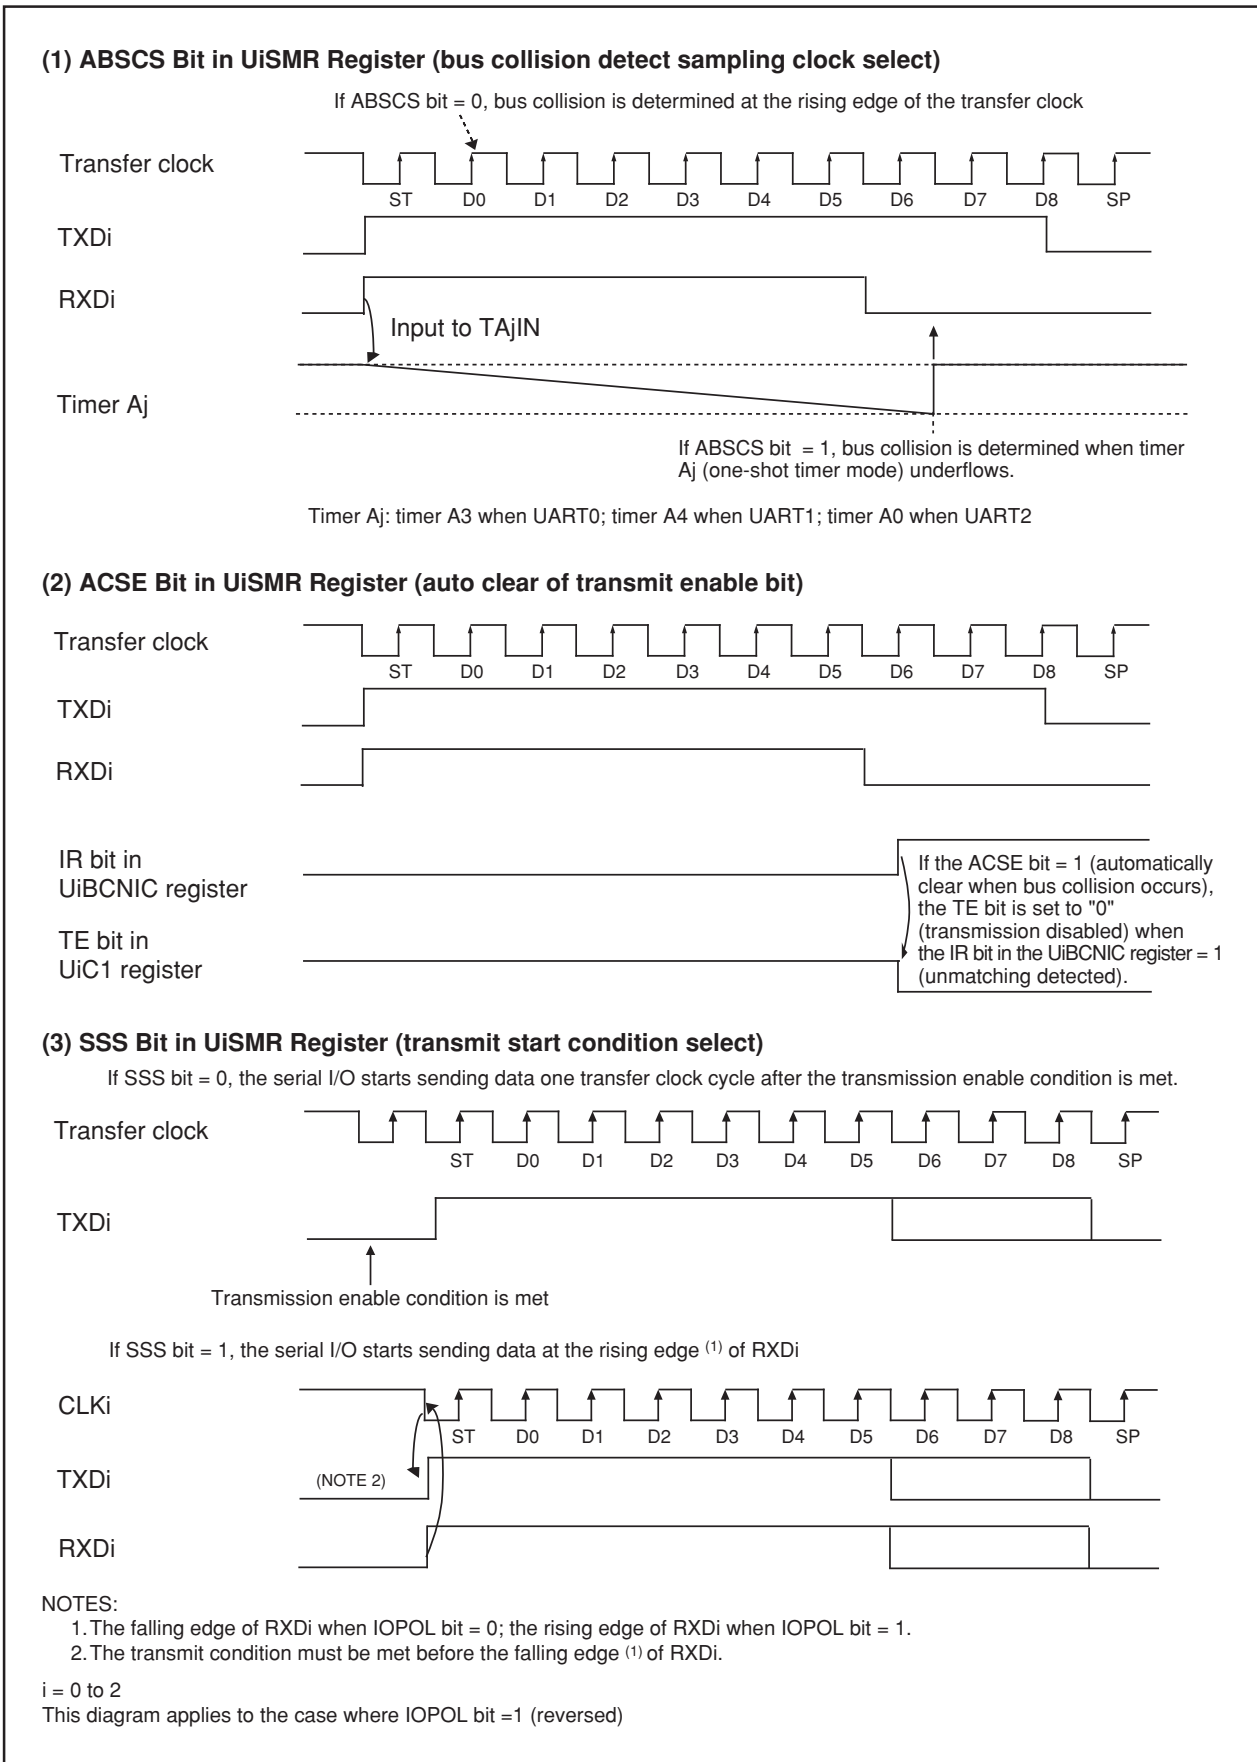 (1) ABSCS Bit in UiSMR Register (bus collision detect sampling clock select)
If ABSCS bit = 0, bus collision is determined at the rising edge of the transfer clock
Transfer clock
ST D0 D1 D2 D3 D4 D5 D6 D7 D8 SP
TXDi
RXDi
Input to TAjIN
Timer Aj
If ABSCS bit = 1, bus collision is determined when timer
Aj (one-shot timer mode) underflows.
Timer Aj: timer A3 when UART0; timer A4 when UART1; timer A0 when UART2
(2) ACSE Bit in UiSMR Register (auto clear of transmit enable bit)
Transfer clock
ST D0 D1 D2 D3 D4 D5 D6 D7 D8 SP
TXDi
RXDi
IR bit in
UiBCNIC register
TE bit in
UiC1 register
If the ACSE bit = 1 (automatically
clear when bus collision occurs),
the TE bit is set to "0"
(transmission disabled) when
the IR bit in the UiBCNIC register = 1
(unmatching detected).
(3) SSS Bit in UiSMR Register (transmit start condition select)
If SSS bit = 0, the serial I/O starts sending data one transfer clock cycle after the transmission enable condition is met.
Transfer clock
ST D0 D1 D2 D3 D4 D5 D6 D7 D8 SP
TXDi
Transmission enable condition is met
If SSS bit = 1, the serial I/O starts sending data at the rising edge (1) of RXDi
CLKi
ST D0 D1 D2 D3 D4 D5 D6 D7 D8 SP
TXDi
(NOTE 2)
RXDi
NOTES:
1. The falling edge of RXDi when IOPOL bit = 0; the rising edge of RXDi when IOPOL bit = 1.
2. The transmit condition must be met before the falling edge (1) of RXDi.
i = 0 to 2
This diagram applies to the case where IOPOL bit =1 (reversed)